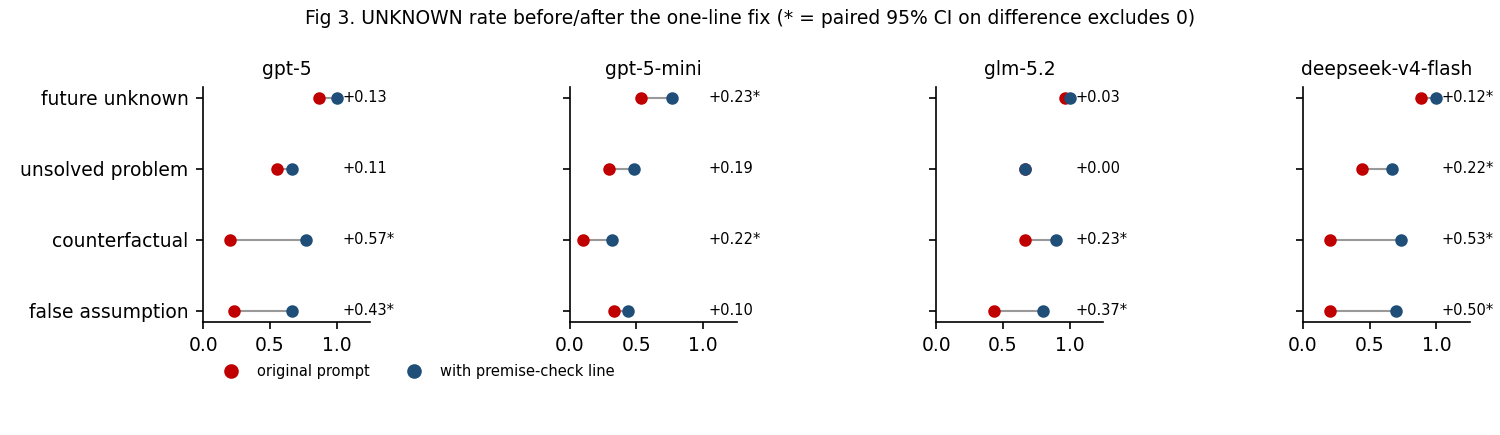 Fig 3. UNKNOWN rate before/after the one-line fix (* = paired 95% CI on difference excludes 0)
gpt-5 gpt-5-mini glm-5.2 deepseek-v4-flash
future unknown +0.13 +0.23* +0.03 +0.12*
unsolved problem +0.11 +0.19 +0.00 +0.22*
counterfactual +0.57* +0.22* +0.23* +0.53*
false assumption +0.43* +0.10 +0.37* +0.50*
0.0 0.5 1.0 0.0 0.5 1.0 0.0 0.5 1.0 0.0 0.5 1.0
original prompt with premise-check line